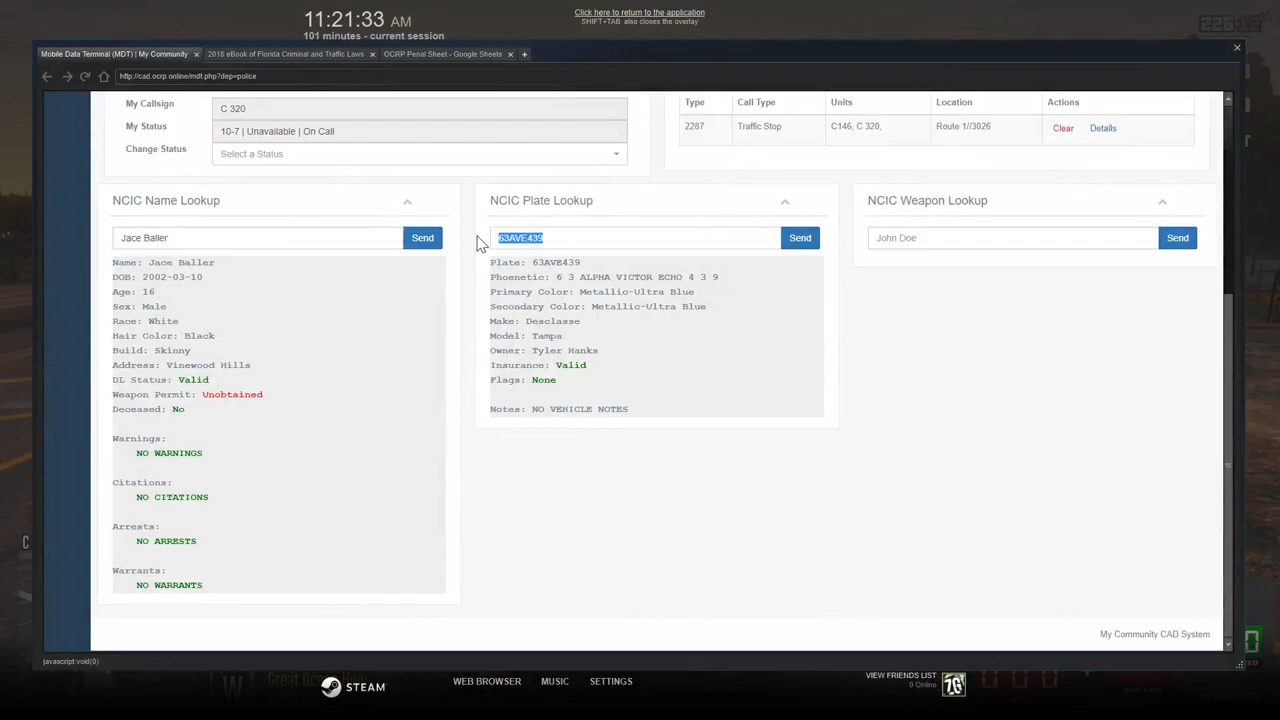 11:21:33 AM
101 minutes - current session
Click here to return to the application
SHIFT+TAB also closes the overlay
Mobile Data Terminal (MDT) | My Community
2018 eBook of Florida Criminal and Traffic Laws
OCRP Penal Sheet - Google Sheets
http://cad.ocrp.online/mdt.php?dep=police
My Callsign
C 320
My Status
10-7 | Unavailable | On Call
Change Status
Select a Status
Type Call Type Units Location Actions
2287 Traffic Stop C146, C 320, Route 1//3026 Clear Details
NCIC Name Lookup
Jace Baller
Send
Name: Jace Baller
DOB: 2002-03-10
Age: 16
Sex: Male
Race: White
Hair Color: Black
Build: Skinny
Address: Vinewood Hills
DL Status: Valid
Weapon Permit: Unobtained
Deceased: No
Warnings:
NO WARNINGS
Citations:
NO CITATIONS
Arrests:
NO ARRESTS
Warrants:
NO WARRANTS
NCIC Plate Lookup
63AVE439
Send
Plate: 63AVE439
Phoenetic: 6 3 ALPHA VICTOR ECHO 4 3 9
Primary Color: Metallic-Ultra Blue
Secondary Color: Metallic-Ultra Blue
Make: Desclasse
Model: Tampa
Owner: Tyler Hanks
Insurance: Valid
Flags: None
Notes: NO VEHICLE NOTES
NCIC Weapon Lookup
John Doe
Send
My Community CAD System
javascript:void(0)
STEAM
WEB BROWSER
MUSIC
SETTINGS
VIEW FRIENDS LIST
0 Online